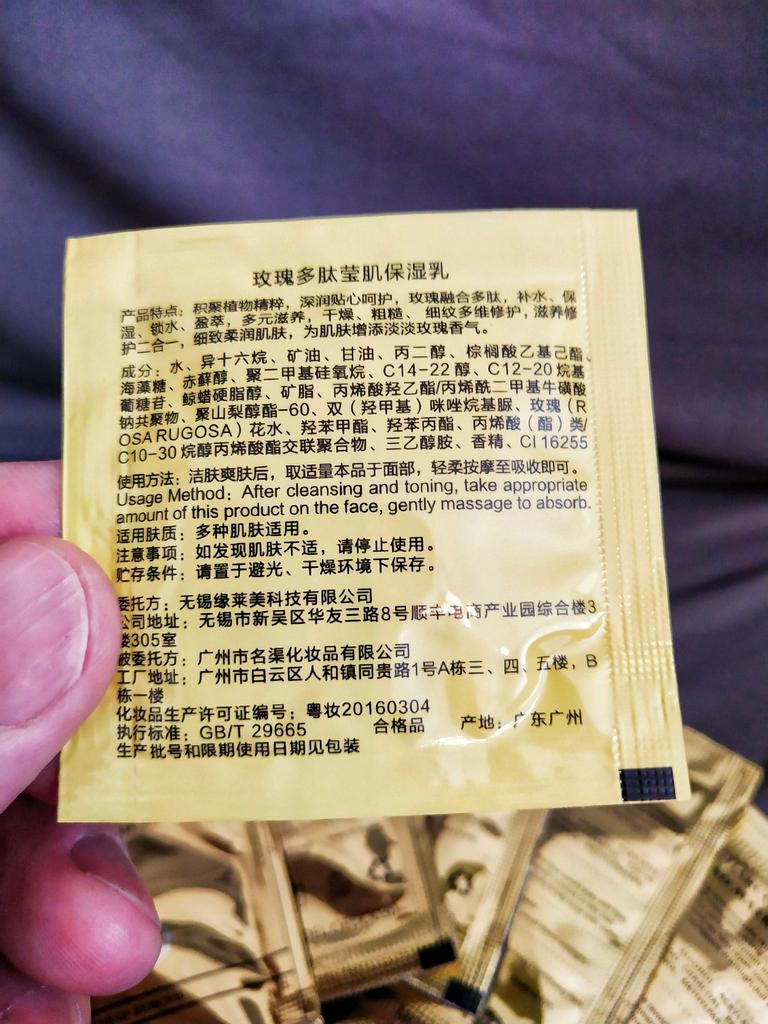 玫瑰多肽莹肌保湿乳
产品特点：积聚植物精粹，深润贴心呵护，玫瑰融合多肽，补水、保
湿、锁水、盈萃，多元滋养，干燥、粗糙、细纹多维修护，滋养修
护二合一，细致柔润肌肤，为肌肤增添淡淡玫瑰香气。
成分：水、异十六烷、矿油、甘油、丙二醇、棕榈酸乙基己酯、
海藻糖、赤藓醇、聚二甲基硅氧烷、C14-22醇、C12-20烷基
葡糖苷、鲸蜡硬脂醇、矿脂、丙烯酸羟乙酯/丙烯酰二甲基牛磺酸
钠共聚物、聚山梨醇酯-60、双（羟甲基）咪唑烷基脲、玫瑰（R
OSA RUGOSA）花水、羟苯甲酯、羟苯丙酯、丙烯酸（酯）类/
C10-30烷醇丙烯酸酯交联聚合物、三乙醇胺、香精、CI 16255
使用方法：洁肤爽肤后，取适量本品于面部，轻柔按摩至吸收即可。
Usage Method：After cleansing and toning, take appropriate
amount of this product on the face, gently massage to absorb.
适用肤质：多种肌肤适用。
注意事项：如发现肌肤不适，请停止使用。
贮存条件：请置于避光、干燥环境下保存。
委托方：无锡缘莱美科技有限公司
公司地址：无锡市新吴区华友三路8号顺丰电商产业园综合楼3
楼305室
被委托方：广州市名渠化妆品有限公司
工厂地址：广州市白云区人和镇同贵路1号A栋三、四、五楼，B
栋一楼
化妆品生产许可证编号：粤妆20160304
执行标准：GB/T 29665 合格品 产地：广东广州
生产批号和限期使用日期见包装